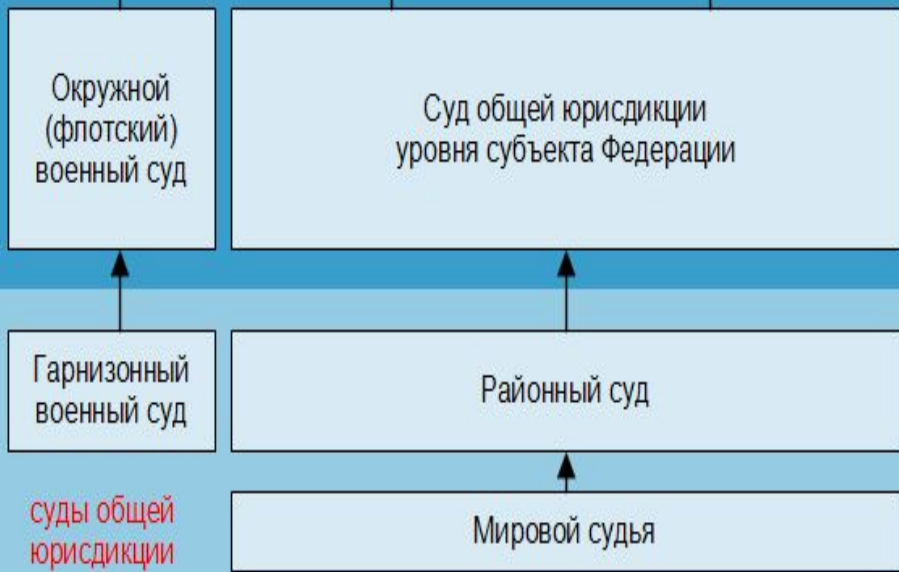 Окружной
(флотский)
военный суд
Суд общей юрисдикции
уровня субъекта Федерации
Гарнизонный
военный суд
Районный суд
суды общей
юрисдикции
Мировой судья